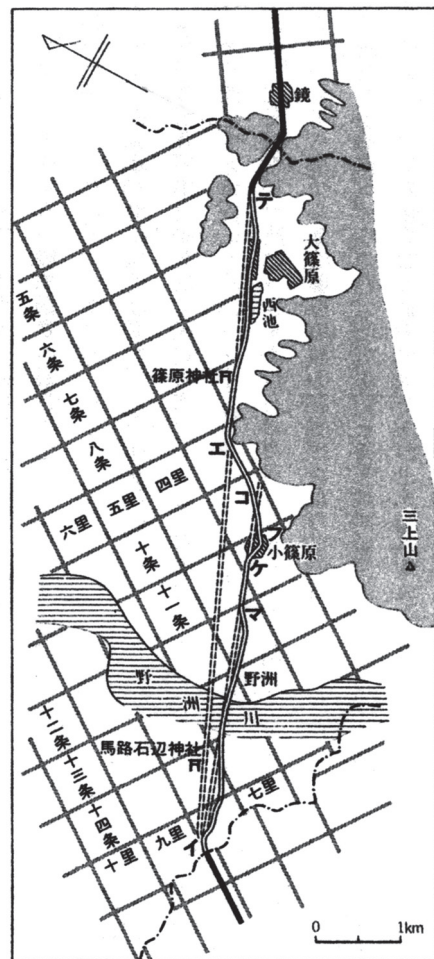 鏡
テ
大篠原
西池
五条
六条
七条
八条
篠原神社
エ
四里
五里
六里
コ
フ
小篠原
三上山
ケ
十条
十一条
マ
野洲
野洲川
十二条
十三条
十四条
馬路石辺神社
七里
九里
十里
イ
0 1km